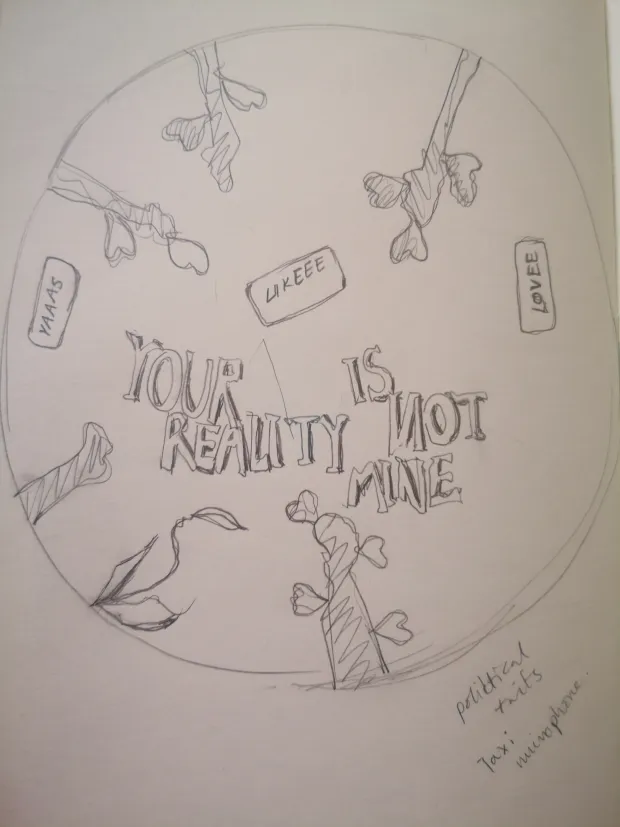 YAAAS
LIKEEE
LOVEE
YOUR
REALITY
IS
NOT
MINE
political
Taxi
microphone.